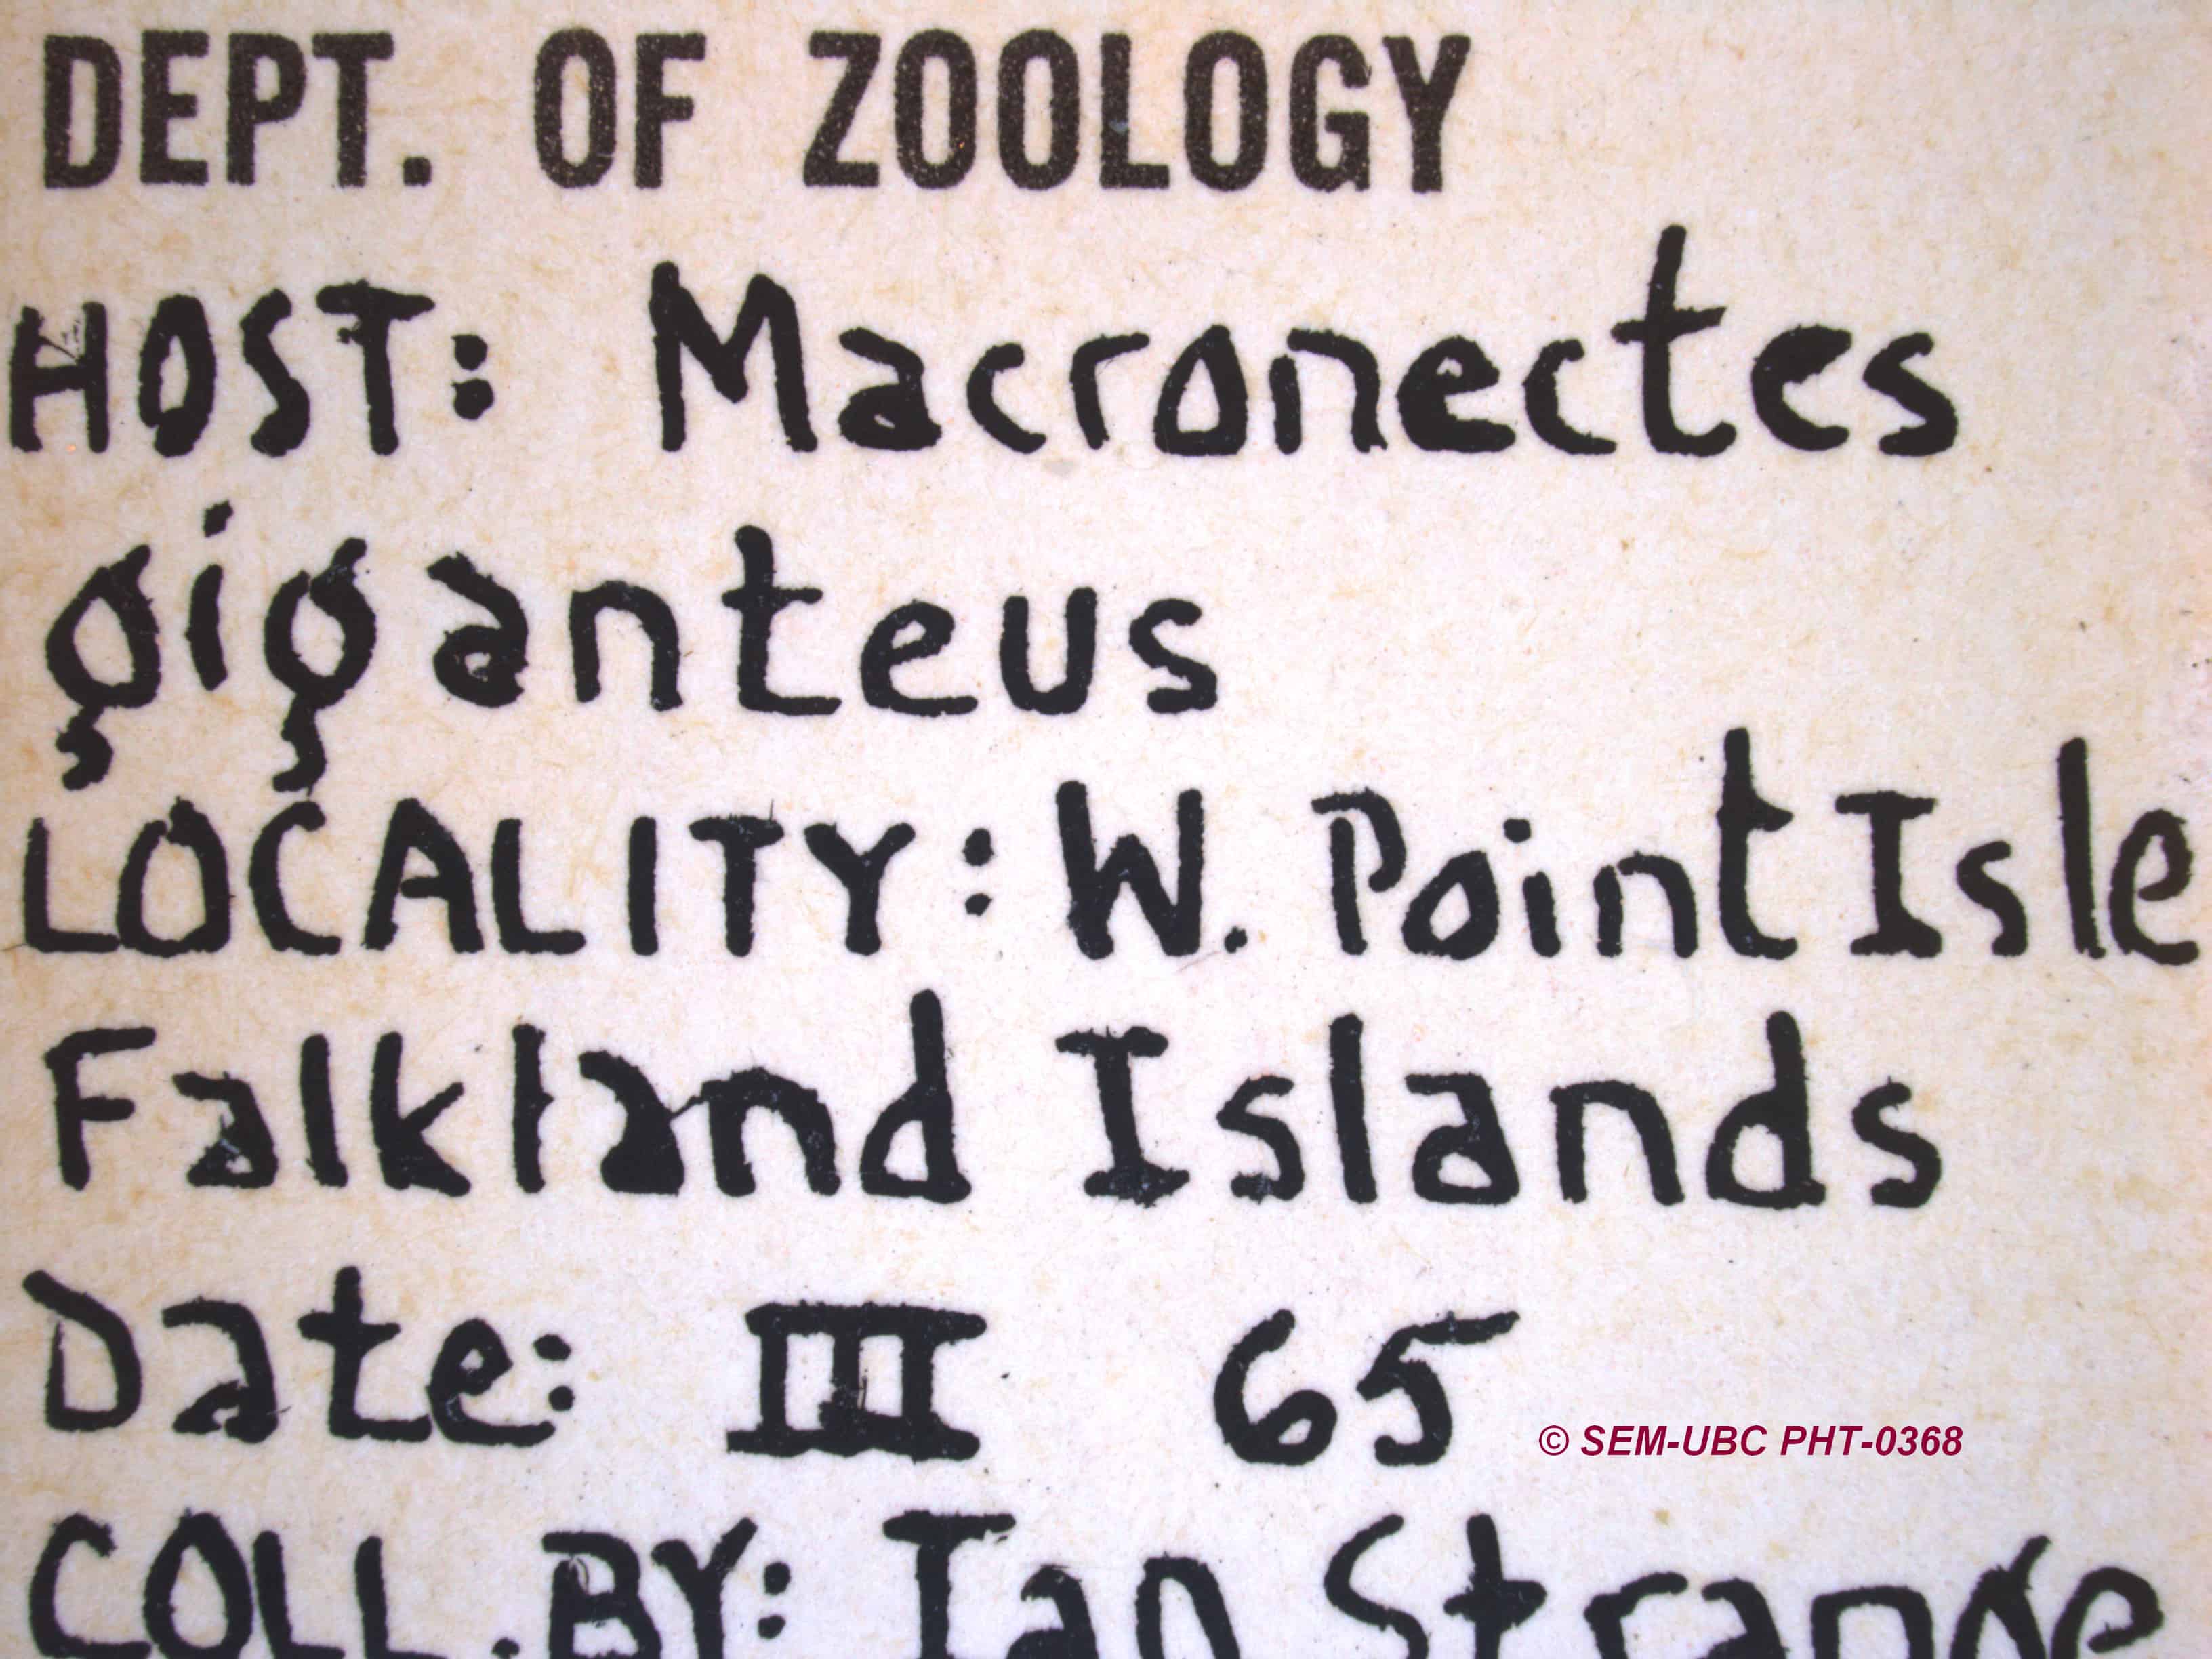 DEPT. OF ZOOLOGY
HOST: Macronectes
giganteus
LOCALITY: W. Point Isle
Falkland Islands
Date: III 65
© SEM-UBC PHT-0368
COLL. BY: Ian Strange